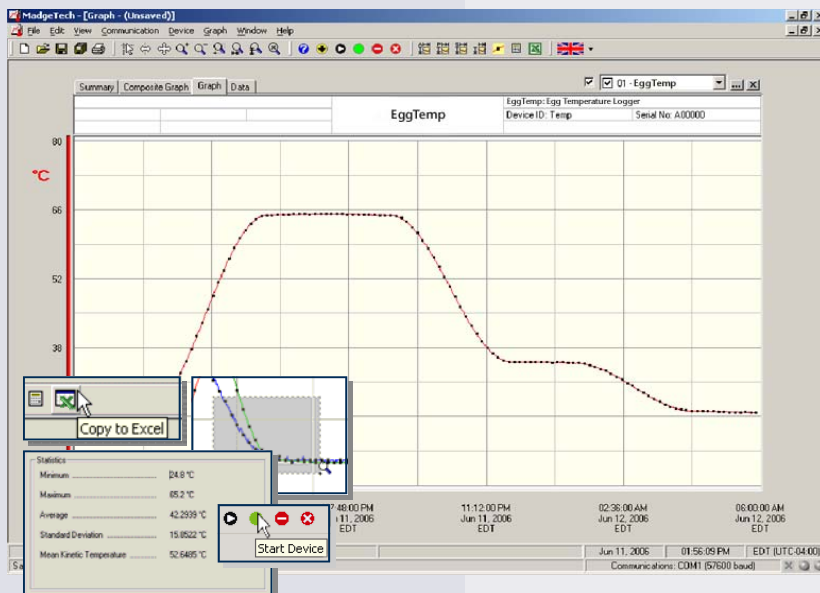 MadgeTech - [Graph - (Unsaved)]
File Edit View Communication Device Graph Window Help
Summary Composite Graph Graph Data
01 - EggTemp
EggTemp
EggTemp: Egg Temperature Logger
Device ID: Temp Serial No: A00000
80
°C
66
52
38
Copy to Excel
Statistics
Minimum 24.8 °C
Maximum 65.2 °C
Average 42.2939 °C
Standard Deviation 15.8522 °C
Mean Kinetic Temperature 52.6485 °C
Start Device
:48:00 PM 11:12:00 PM 02:36:00 AM 06:00:00 AM
11, 2006 Jun 11, 2006 Jun 12, 2006 Jun 12, 2006
EDT EDT EDT EDT
Jun 11, 2006 01:56:09 PM EDT (UTC-04:00)
Communications: COM1 (57600 baud)